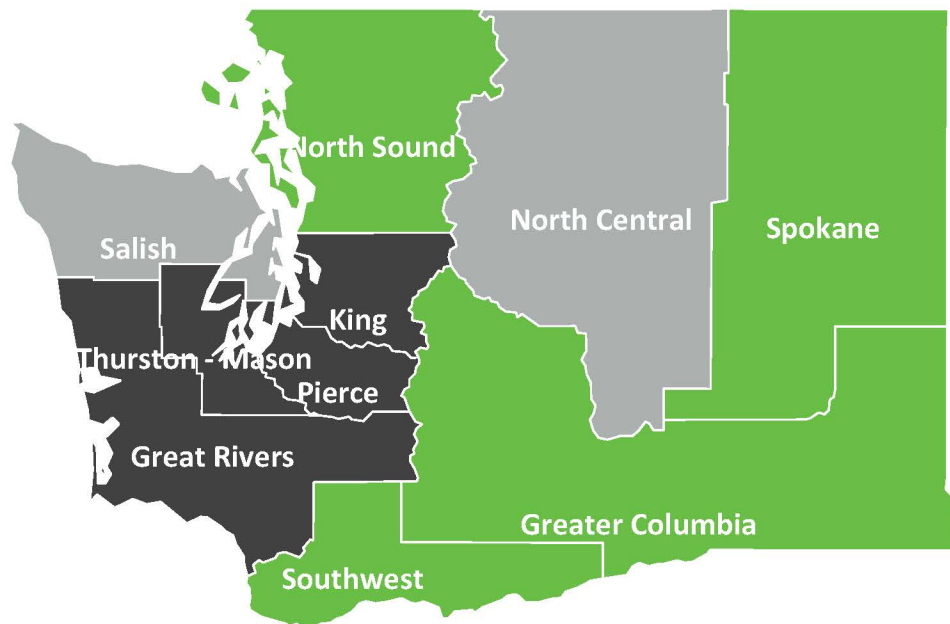 North Sound
North Central
Spokane
Salish
King
Thurston - Mason
Pierce
Great Rivers
Greater Columbia
Southwest